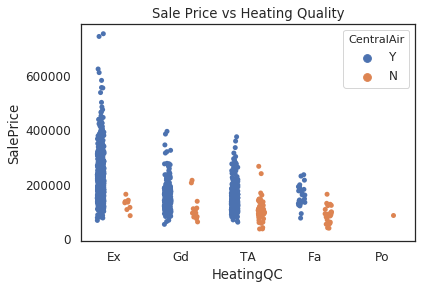 Sale Price vs Heating Quality
CentralAir
Y
N
SalePrice
600000
400000
200000
0
Ex Gd TA Fa Po
HeatingQC